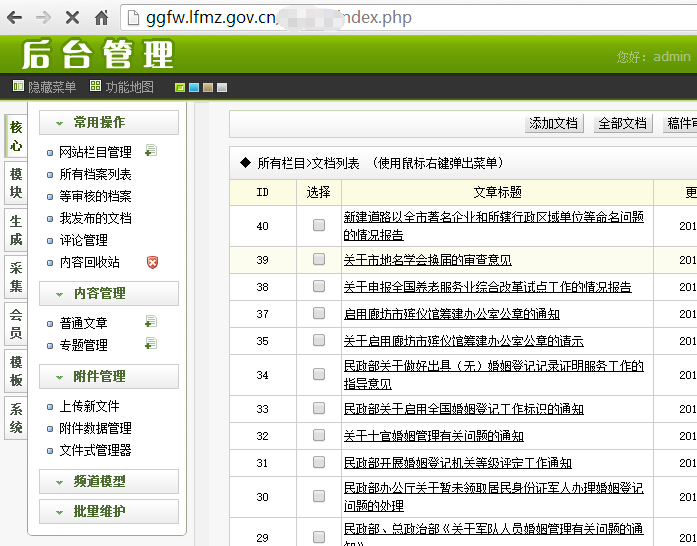 ggfw.lfmz.gov.cn/ index.php
后台管理
您好：admin
隐藏菜单 功能地图
核心
模块
生成
采集
会员
模板
系统
常用操作
网站栏目管理
所有档案列表
等审核的档案
我发布的文档
评论管理
内容回收站
内容管理
普通文章
专题管理
附件管理
上传新文件
附件数据管理
文件式管理器
频道模型
批量维护
添加文档 全部文档 稿件审
◆ 所有栏目>文档列表 （使用鼠标右键弹出菜单）
ID 选择 文章标题 更
40 新建道路以全市著名企业和所辖行政区域单位等命名问题 201
的情况报告
39 关于市地名学会换届的审查意见 201
38 关于申报全国养老服务业综合改革试点工作的情况报告 201
37 启用廊坊市殡仪馆筹建办公室公章的通知 201
35 关于启用廊坊市殡仪馆筹建办公室公章的请示 201
34 民政部关于做好出具（无）婚姻登记记录证明服务工作的 201
指导意见
33 民政部关于启用全国婚姻登记工作标识的通知 201
32 关于士官婚姻管理有关问题的通知 201
31 民政部开展婚姻登记机关等级评定工作通知 201
30 民政部办公厅关于暂未领取居民身份证军人办理婚姻登记 201
问题的处理
29 民政部、总政治部《关于军队人员婚姻管理有关问题的通 201
知》